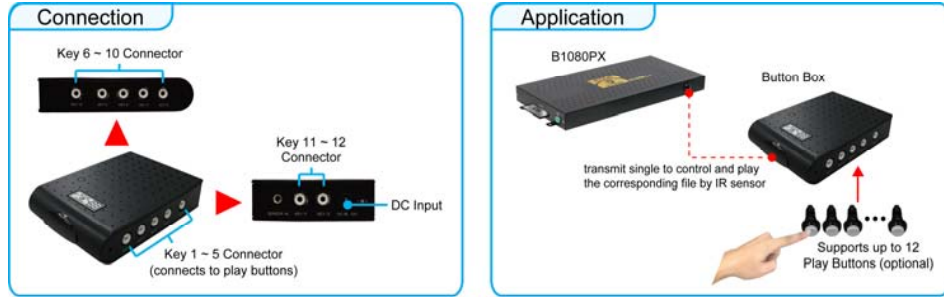 Connection
Key 6 ~ 10 Connector
Key 11 ~ 12
Connector
DC Input
Key 1 ~ 5 Connector
(connects to play buttons)
Application
B1080PX
Button Box
transmit single to control and play
the corresponding file by IR sensor
Supports up to 12
Play Buttons (optional)